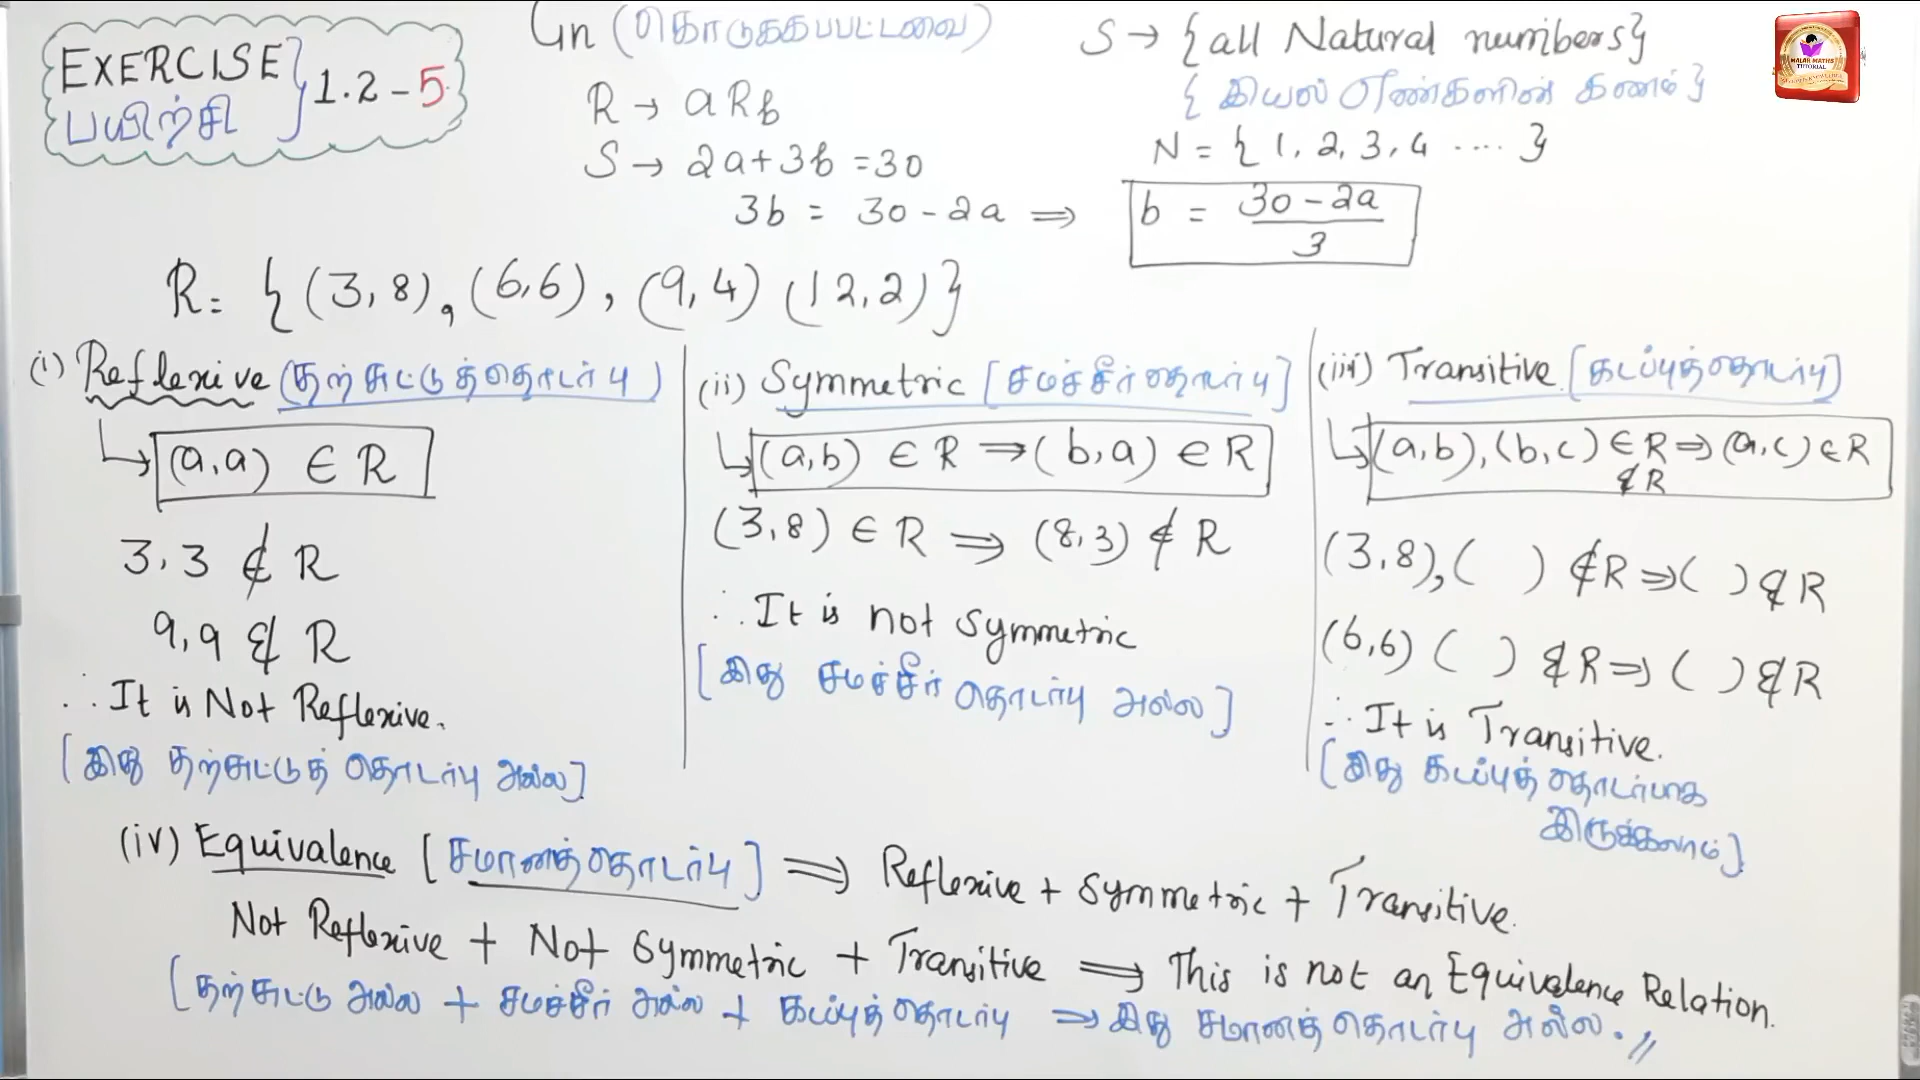 EXERCISE } 1.2 - 5
பயிற்சி
Gn (கொடுக்கப்பட்டவை)
R → aRb
S → 2a+3b = 30
3b = 30 - 2a ⇒
S → {all Natural numbers}
{ இயல் எண்களின் கணம் }
N = { 1, 2, 3, 4 .... }
b = (30 - 2a)/3
MALAR MATHS
TUTORIAL
R = { (3,8), (6,6), (9,4) (12,2) }
(i) Reflexive (தற்சுட்டுத்தொடர்பு)
(a,a) ∈ R
3,3 ∉ R
9,9 ∉ R
∴ It is Not Reflexive.
[இது தற்சுட்டுத் தொடர்பு அல்ல]
(ii) Symmetric [சமச்சீர் தொடர்பு]
(a,b) ∈ R ⇒ (b,a) ∈ R
(3,8) ∈ R ⇒ (8,3) ∉ R
∴ It is not Symmetric
[இது சமச்சீர் தொடர்பு அல்ல]
(iii) Transitive [கடப்புத்தொடர்பு]
(a,b),(b,c) ∈ R ⇒ (a,c) ∈ R
∉ R
(3,8),( ) ∉ R ⇒ ( ) ∉ R
(6,6) ( ) ∉ R ⇒ ( ) ∉ R
∴ It is Transitive.
[இது கடப்புத் தொடர்பாக
இருக்கலாம்]
(iv) Equivalence [சமானத்தொடர்பு] ⇒ Reflexive + Symmetric + Transitive.
Not Reflexive + Not Symmetric + Transitive ⇒ This is not an Equivalence Relation.
[தற்சுட்டு அல்ல + சமச்சீர் அல்ல + கடப்புத்தொடர்பு ⇒ இது சமானத் தொடர்பு அல்ல. //